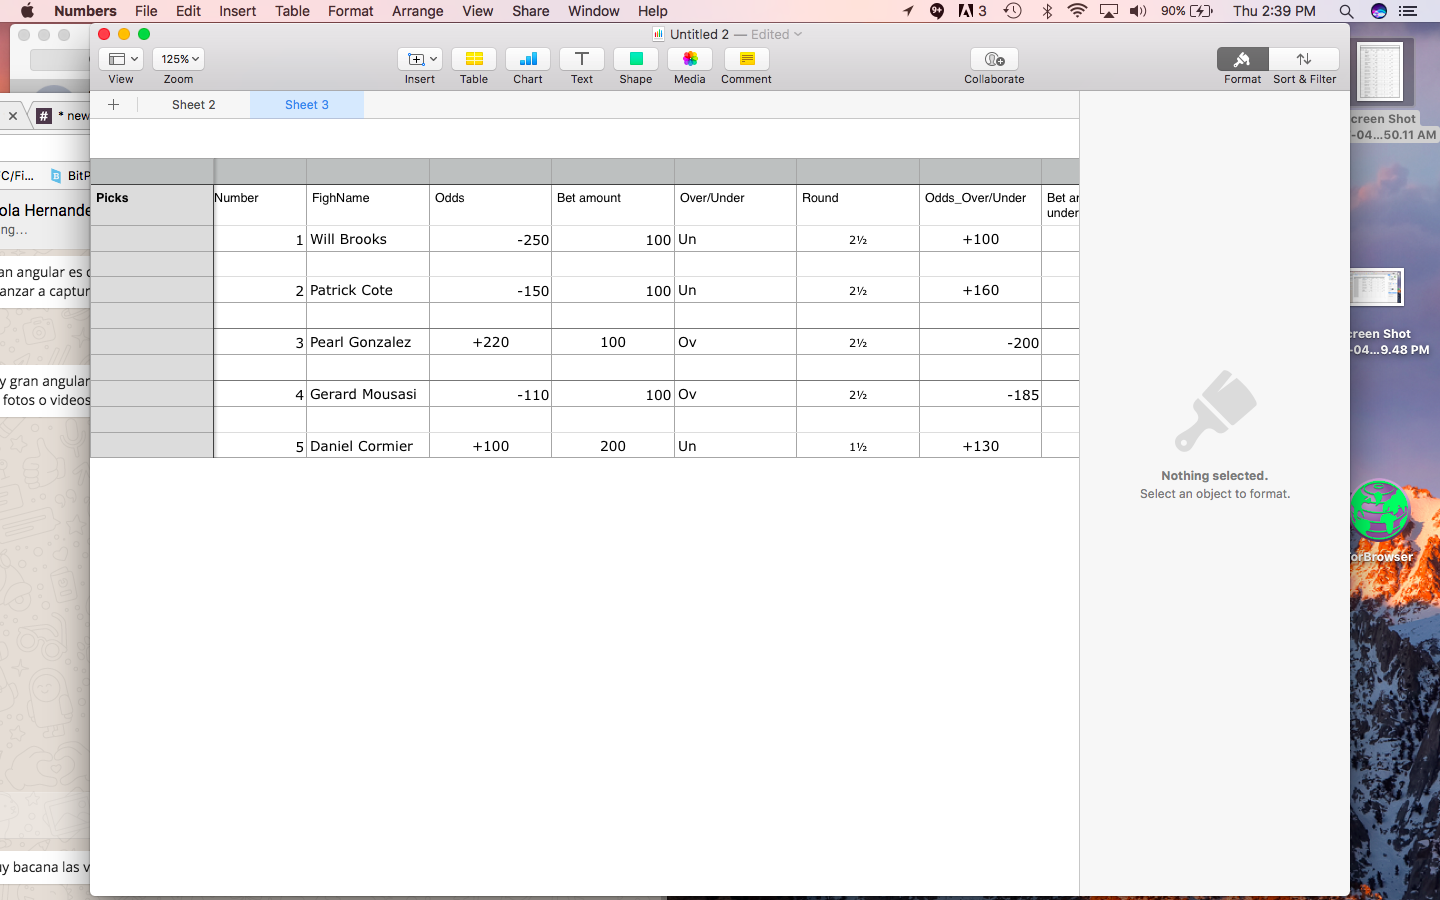 Numbers File Edit Insert Table Format Arrange View Share Window Help
9+ 3 90% Thu 2:39 PM
Untitled 2 — Edited
125%
View Zoom Insert Table Chart Text Shape Media Comment Collaborate Format Sort & Filter
Sheet 2 Sheet 3
Picks Number FighName Odds Bet amount Over/Under Round Odds_Over/Under Bet
under
1 Will Brooks -250 100 Un 2½ +100
2 Patrick Cote -150 100 Un 2½ +160
3 Pearl Gonzalez +220 100 Ov 2½ -200
4 Gerard Mousasi -110 100 Ov 2½ -185
5 Daniel Cormier +100 200 Un 1½ +130
Nothing selected.
Select an object to format.
# * new
C/Fi... BitP
ola Hernande
ng...
an angular es
anzar a captur
y gran angular
fotos o videos
uy bacana las v
creen Shot
-04...50.11 AM
creen Shot
-04...9.48 PM
orBrowser